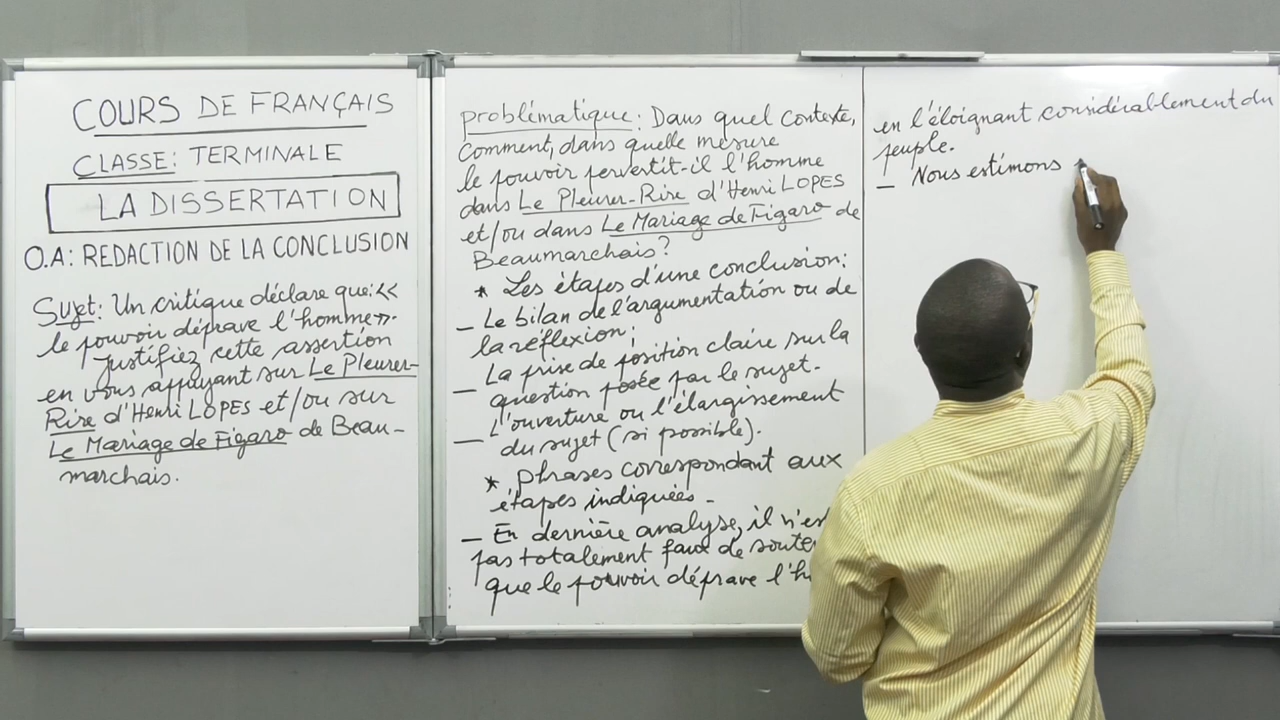 COURS DE FRANÇAIS
CLASSE: TERMINALE
LA DISSERTATION
O.A: REDACTION DE LA CONCLUSION
Sujet: Un critique déclare que: <<
le pouvoir déprave l'homme >>.
Justifiez cette assertion
en vous appuyant sur Le Pleurer-
Rire d'Henri LOPES et/ou sur
Le Mariage de Figaro de Beau-
marchais.
problématique: Dans quel contexte,
comment, dans quelle mesure
le pouvoir pervertit-il l'homme
dans Le Pleurer-Rire d'Henri LOPES
et/ou dans Le Mariage de Figaro de
Beaumarchais?
* Les étapes d'une conclusion:
- Le bilan de l'argumentation ou de
la réflexion;
- La prise de position claire sur la
question posée par le sujet.
- L'ouverture ou l'élargissement
du sujet (si possible).
* phrases correspondant aux
étapes indiquées -
- En dernière analyse, il n'es
pas totalement faux de soute
que le pouvoir déprave l'h
en l'éloignant considérablement du
peuple.
- Nous estimons